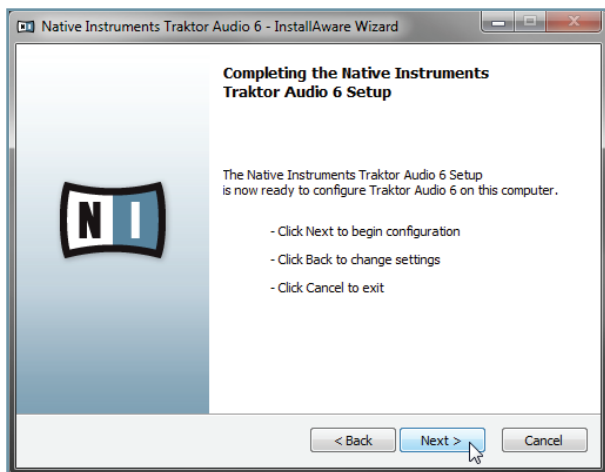 Native Instruments Traktor Audio 6 - InstallAware Wizard
Completing the Native Instruments
Traktor Audio 6 Setup
The Native Instruments Traktor Audio 6 Setup
is now ready to configure Traktor Audio 6 on this computer.
- Click Next to begin configuration
- Click Back to change settings
- Click Cancel to exit
NI
< Back
Next >
Cancel